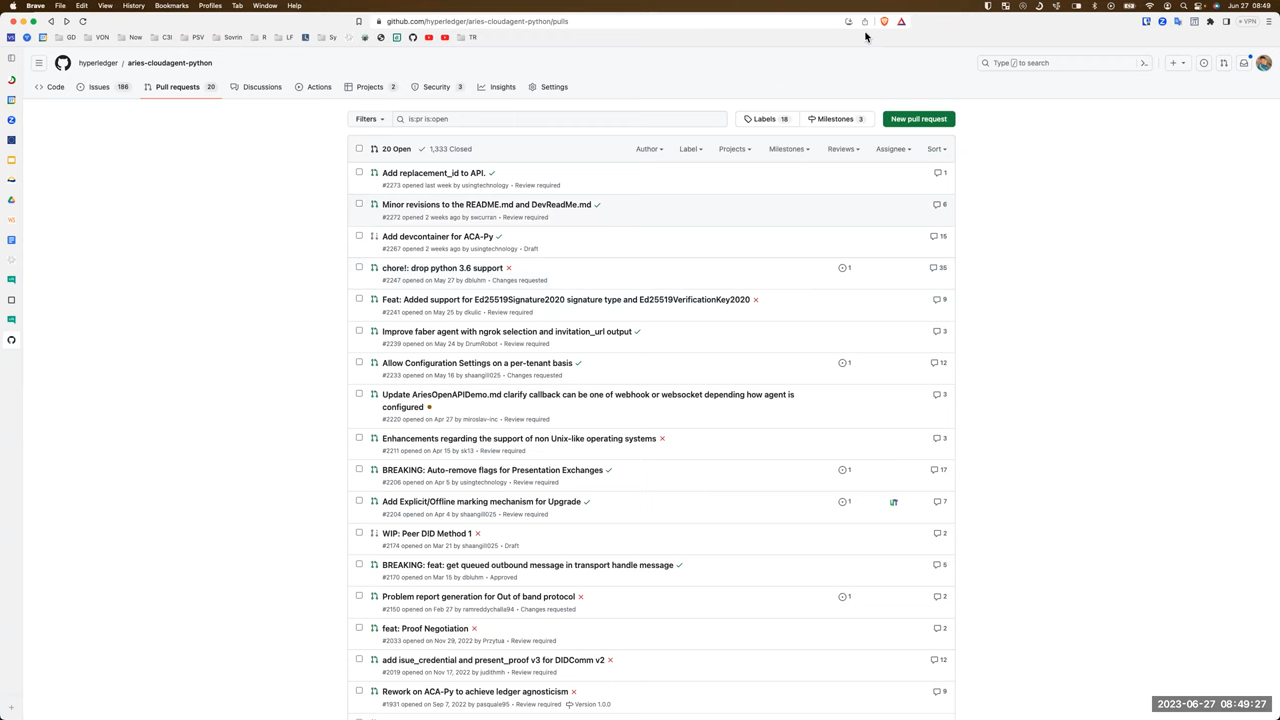 Brave File Edit View History Bookmarks Profiles Tab Window Help Jun 27 08:49
github.com/hyperledger/aries-cloudagent-python/pulls VPN
GD VON Now C3I PSV Sovrin R LF Sy TR
hyperledger / aries-cloudagent-python Type / to search
Code Issues 186 Pull requests 20 Discussions Actions Projects 2 Security 3 Insights Settings
Filters is:pr is:open Labels 18 Milestones 3 New pull request
20 Open 1,333 Closed Author Label Projects Milestones Reviews Assignee Sort
Add replacement_id to API. 1
#2273 opened last week by usingtechnology • Review required
Minor revisions to the README.md and DevReadMe.md 6
#2272 opened 2 weeks ago by swcurran • Review required
Add devcontainer for ACA-Py 15
#2267 opened 2 weeks ago by usingtechnology • Draft
chore!: drop python 3.6 support 1 35
#2247 opened on May 27 by dbluhm • Changes requested
Feat: Added support for Ed25519Signature2020 signature type and Ed25519VerificationKey2020 9
#2241 opened on May 25 by dkulic • Review required
Improve faber agent with ngrok selection and invitation_url output 3
#2239 opened on May 24 by DrumRobot • Review required
Allow Configuration Settings on a per-tenant basis 1 12
#2233 opened on May 16 by shaangill025 • Changes requested
Update AriesOpenAPIDemo.md clarify callback can be one of webhook or websocket depending how agent is 3
configured
#2220 opened on Apr 27 by miroslav-inc • Review required
Enhancements regarding the support of non Unix-like operating systems 3
#2211 opened on Apr 15 by sk13 • Review required
BREAKING: Auto-remove flags for Presentation Exchanges 1 17
#2206 opened on Apr 5 by usingtechnology • Review required
Add Explicit/Offline marking mechanism for Upgrade 1 7
#2204 opened on Apr 4 by shaangill025 • Review required
WIP: Peer DID Method 1 2
#2174 opened on Mar 21 by shaangill025 • Draft
BREAKING: feat: get queued outbound message in transport handle message 5
#2170 opened on Mar 15 by dbluhm • Approved
Problem report generation for Out of band protocol 1 2
#2150 opened on Feb 27 by ramreddychalla94 • Changes requested
feat: Proof Negotiation 2
#2033 opened on Nov 29, 2022 by Przytua • Review required
add isue_credential and present_proof v3 for DIDComm v2 12
#2019 opened on Nov 17, 2022 by judithmh • Review required
Rework on ACA-Py to achieve ledger agnosticism 9
#1931 opened on Sep 7, 2022 by pasquale95 • Review required Version 1.0.0
2023-06-27 08:49:27